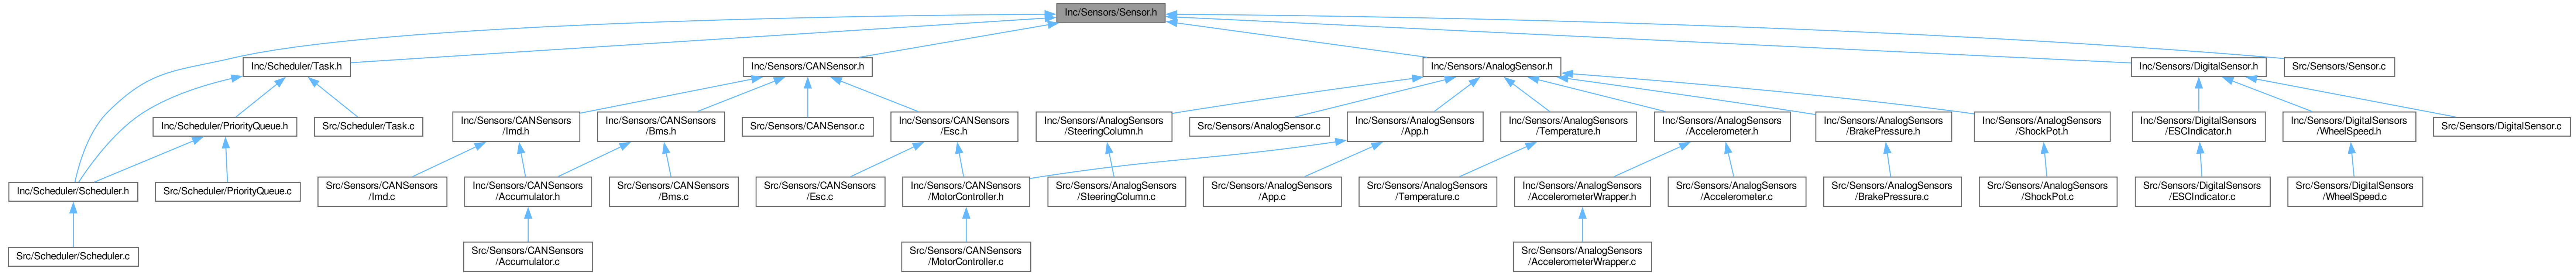 Inc/Sensors/Sensor.h
Inc/Scheduler/Task.h
Inc/Sensors/CANSensor.h
Inc/Sensors/AnalogSensor.h
Inc/Sensors/DigitalSensor.h
Src/Sensors/Sensor.c
Inc/Scheduler/PriorityQueue.h
Src/Scheduler/Task.c
Inc/Sensors/CANSensors
/Imd.h
Inc/Sensors/CANSensors
/Bms.h
Src/Sensors/CANSensor.c
Inc/Sensors/CANSensors
/Esc.h
Inc/Sensors/AnalogSensors
/SteeringColumn.h
Src/Sensors/AnalogSensor.c
Inc/Sensors/AnalogSensors
/App.h
Inc/Sensors/AnalogSensors
/Temperature.h
Inc/Sensors/AnalogSensors
/Accelerometer.h
Inc/Sensors/AnalogSensors
/BrakePressure.h
Inc/Sensors/AnalogSensors
/ShockPot.h
Inc/Sensors/DigitalSensors
/ESCIndicator.h
Inc/Sensors/DigitalSensors
/WheelSpeed.h
Src/Sensors/DigitalSensor.c
Inc/Scheduler/Scheduler.h
Src/Scheduler/PriorityQueue.c
Src/Sensors/CANSensors
/Imd.c
Inc/Sensors/CANSensors
/Accumulator.h
Src/Sensors/CANSensors
/Bms.c
Src/Sensors/CANSensors
/Esc.c
Inc/Sensors/CANSensors
/MotorController.h
Src/Sensors/AnalogSensors
/SteeringColumn.c
Src/Sensors/AnalogSensors
/App.c
Src/Sensors/AnalogSensors
/Temperature.c
Inc/Sensors/AnalogSensors
/AccelerometerWrapper.h
Src/Sensors/AnalogSensors
/Accelerometer.c
Src/Sensors/AnalogSensors
/BrakePressure.c
Src/Sensors/AnalogSensors
/ShockPot.c
Src/Sensors/DigitalSensors
/ESCIndicator.c
Src/Sensors/DigitalSensors
/WheelSpeed.c
Src/Scheduler/Scheduler.c
Src/Sensors/CANSensors
/Accumulator.c
Src/Sensors/CANSensors
/MotorController.c
Src/Sensors/AnalogSensors
/AccelerometerWrapper.c